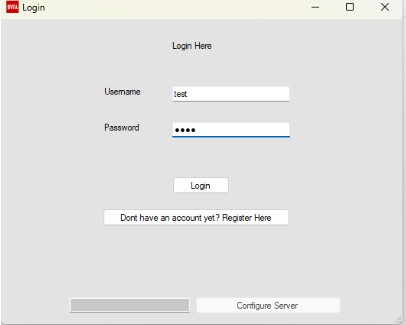 Login
Login Here
Username
test
Password
••••
Login
Dont have an account yet? Register Here
Configure Server